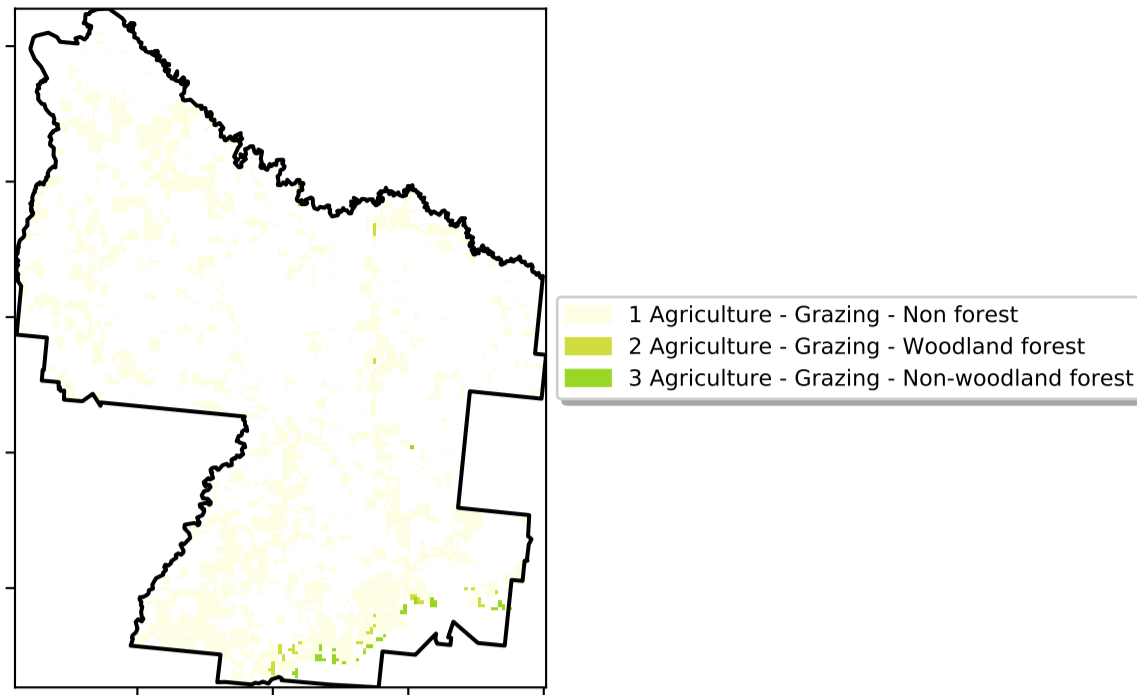 1 Agriculture - Grazing - Non forest
2 Agriculture - Grazing - Woodland forest
3 Agriculture - Grazing - Non-woodland forest